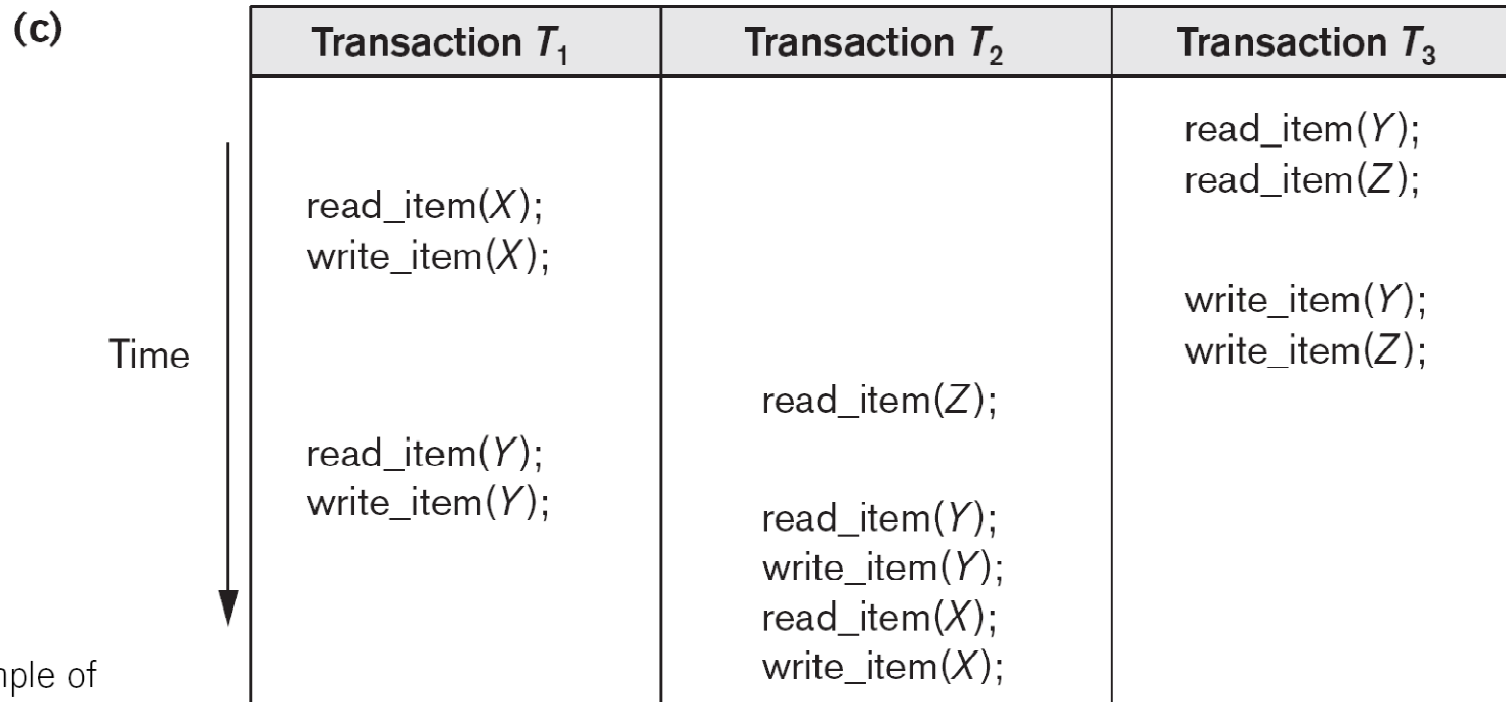 (c)
Transaction T1 Transaction T2 Transaction T3
read_item(Y);
read_item(Z);
read_item(X);
write_item(X);
write_item(Y);
write_item(Z);
Time
read_item(Z);
read_item(Y);
write_item(Y);
read_item(Y);
write_item(Y);
read_item(X);
write_item(X);
of